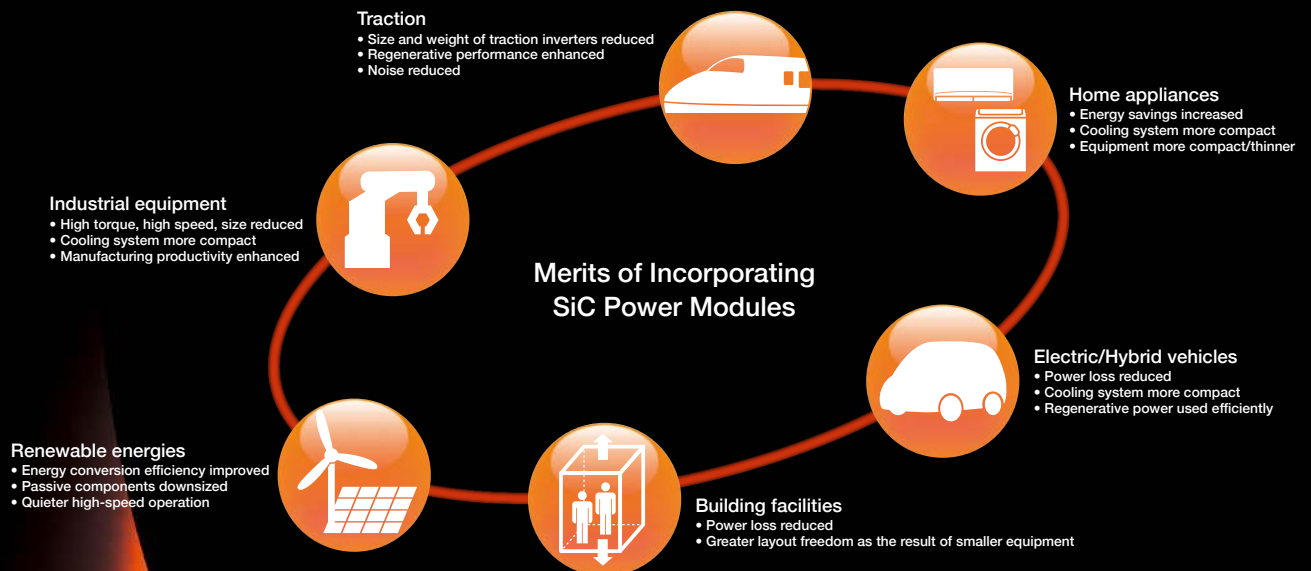 Traction
• Size and weight of traction inverters reduced
• Regenerative performance enhanced
• Noise reduced
Home appliances
• Energy savings increased
• Cooling system more compact
• Equipment more compact/thinner
Industrial equipment
• High torque, high speed, size reduced
• Cooling system more compact
• Manufacturing productivity enhanced
Merits of Incorporating
SiC Power Modules
Electric/Hybrid vehicles
• Power loss reduced
• Cooling system more compact
• Regenerative power used efficiently
Renewable energies
• Energy conversion efficiency improved
• Passive components downsized
• Quieter high-speed operation
Building facilities
• Power loss reduced
• Greater layout freedom as the result of smaller equipment